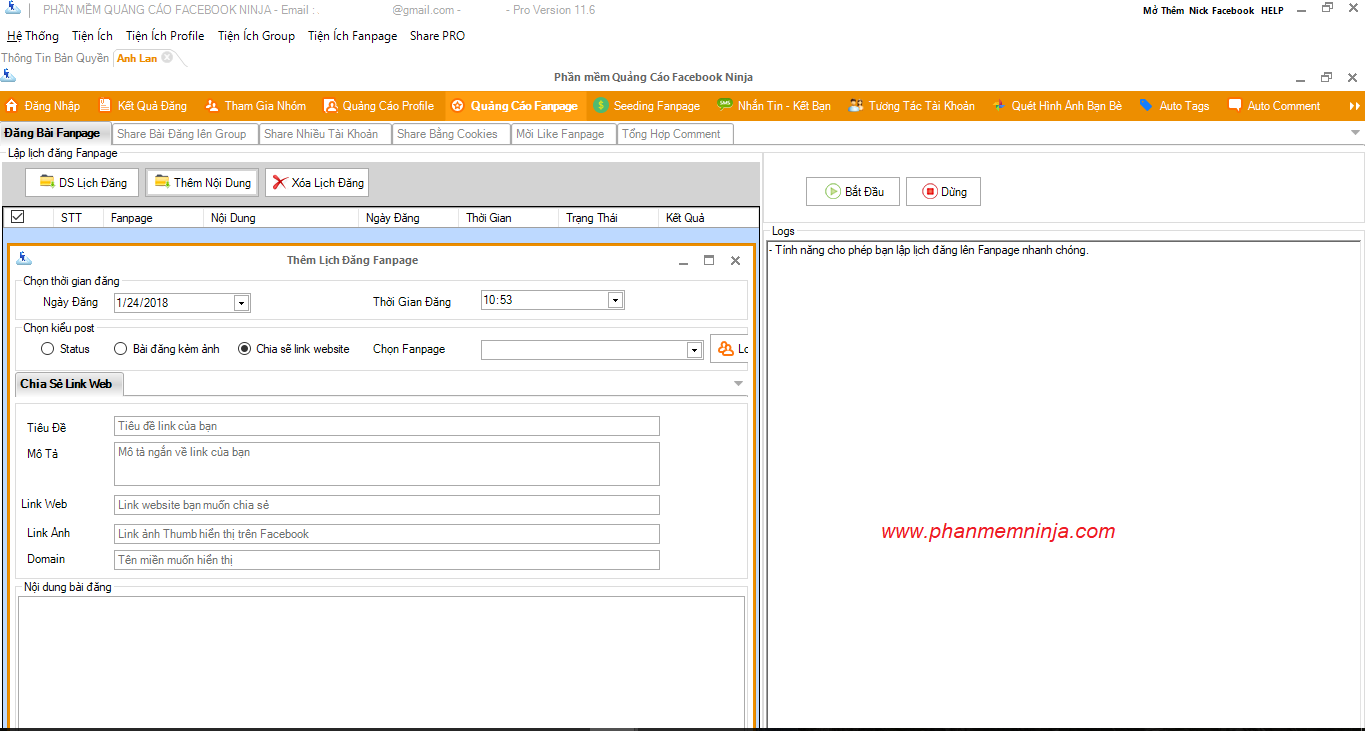 PHẦN MỀM QUẢNG CÁO FACEBOOK NINJA - Email : . @gmail.com - - Pro Version 11.6
Mở Thêm Nick Facebook HELP
Hệ Thống Tiện Ích Tiện Ích Profile Tiện Ích Group Tiện Ích Fanpage Share PRO
Thông Tin Bản Quyền Anh Lan
Phần mềm Quảng Cáo Facebook Ninja
Đăng Nhập Kết Quả Đăng Tham Gia Nhóm Quảng Cáo Profile Quảng Cáo Fanpage $ Seeding Fanpage SMS Nhắn Tin - Kết Bạn Tương Tác Tài Khoản Quét Hình Ảnh Bạn Bè Auto Tags Auto Comment
Đăng Bài Fanpage Share Bài Đăng lên Group Share Nhiều Tài Khoản Share Bằng Cookies Mời Like Fanpage Tổng Hợp Comment
Lập lịch đăng Fanpage
DS Lịch Đăng Thêm Nội Dung Xóa Lịch Đăng
Bắt Đầu Dừng
STT Fanpage Nội Dung Ngày Đăng Thời Gian Trạng Thái Kết Quả
Logs
- Tính năng cho phép bạn lập lịch đăng lên Fanpage nhanh chóng.
Thêm Lịch Đăng Fanpage
Chọn thời gian đăng
Ngày Đăng 1/24/2018 Thời Gian Đăng 10:53
Chọn kiểu post
Status Bài đăng kèm ảnh Chia sẽ link website Chọn Fanpage Lo
Chia Sẻ Link Web
Tiêu Đề Tiêu đề link của bạn
Mô Tả Mô tả ngắn về link của bạn
Link Web Link website bạn muốn chia sẻ
Link Ảnh Link ảnh Thumb hiển thị trên Facebook
Domain Tên miền muốn hiển thị
Nội dung bài đăng
www.phanmemninja.com